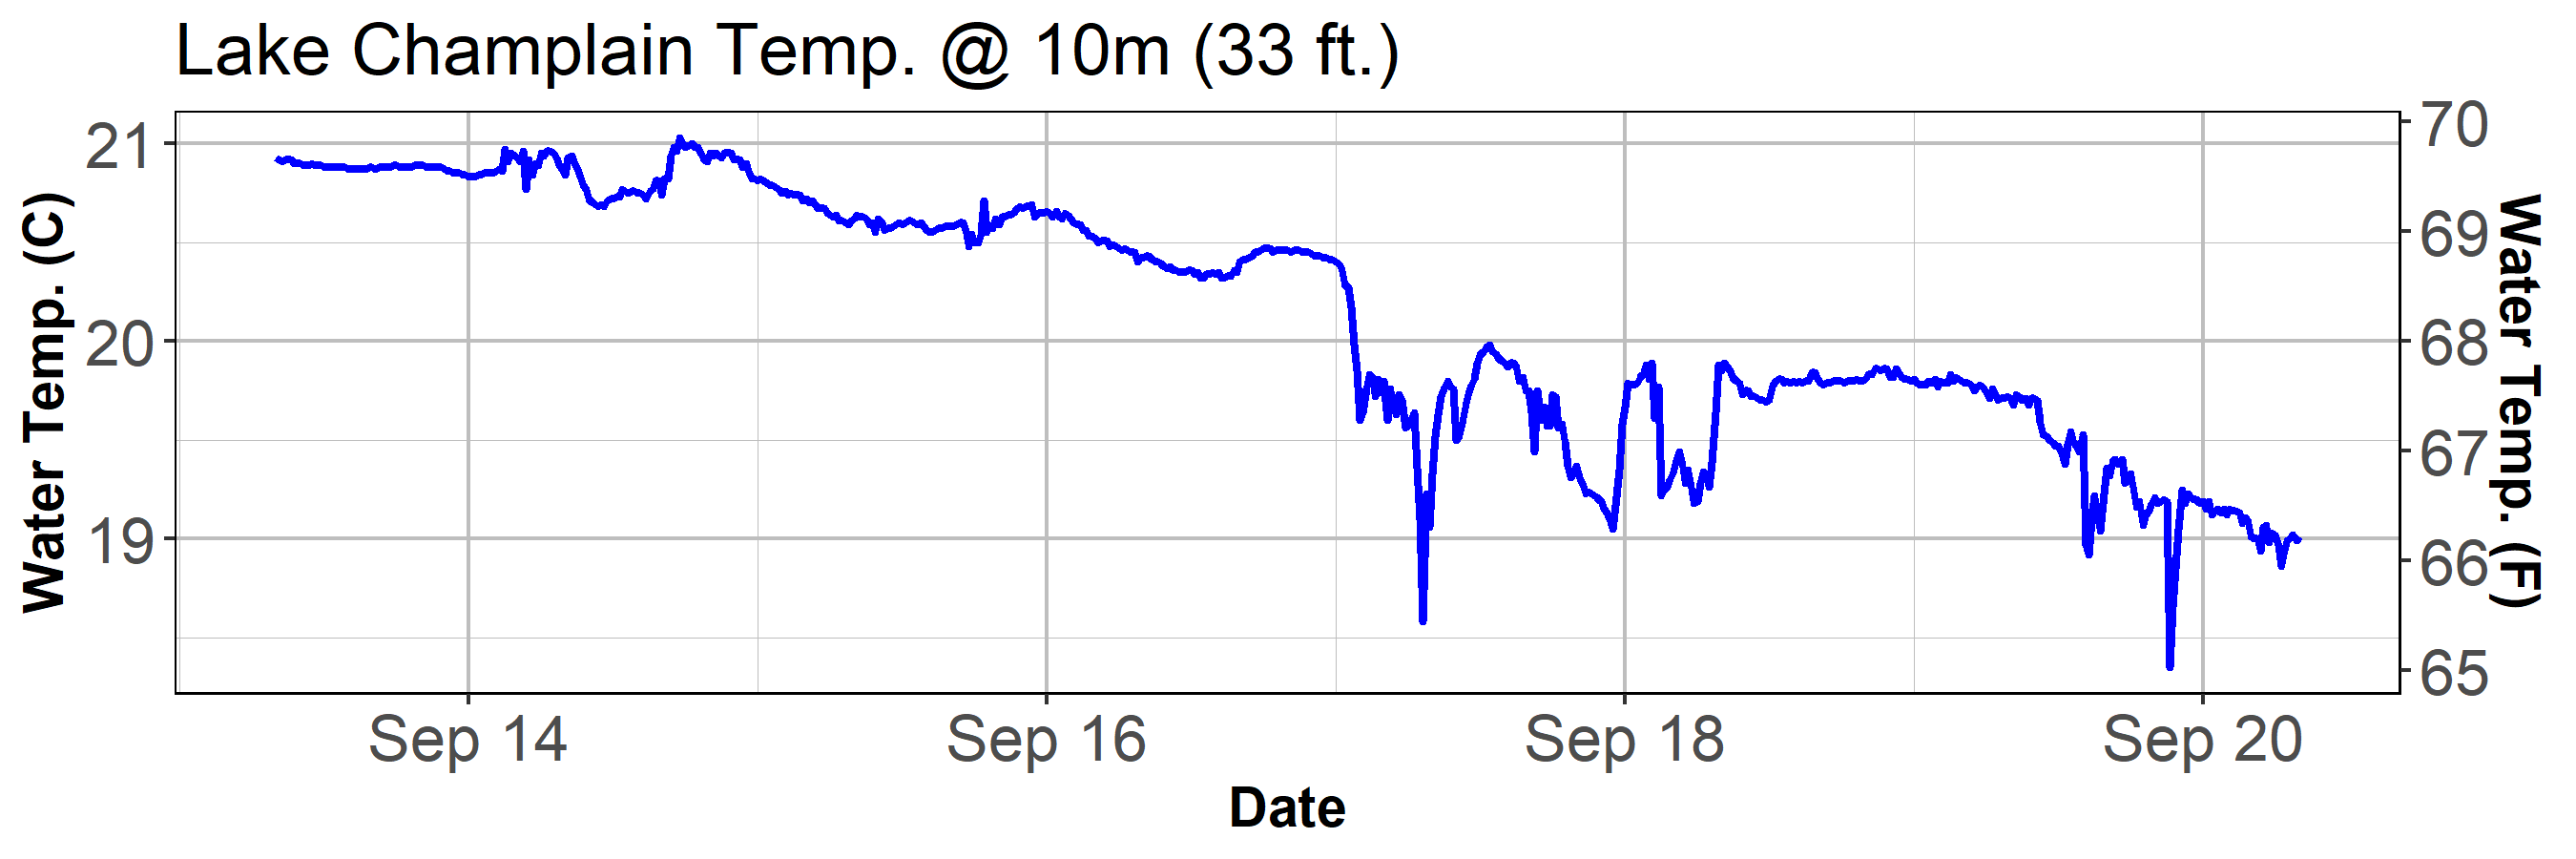 Lake Champlain Temp. @ 10m (33 ft.)
Water Temp. (C)
21
20
19
70
69
68
67
66
65
Water Temp. (F)
Sep 14 Sep 16 Sep 18 Sep 20
Date